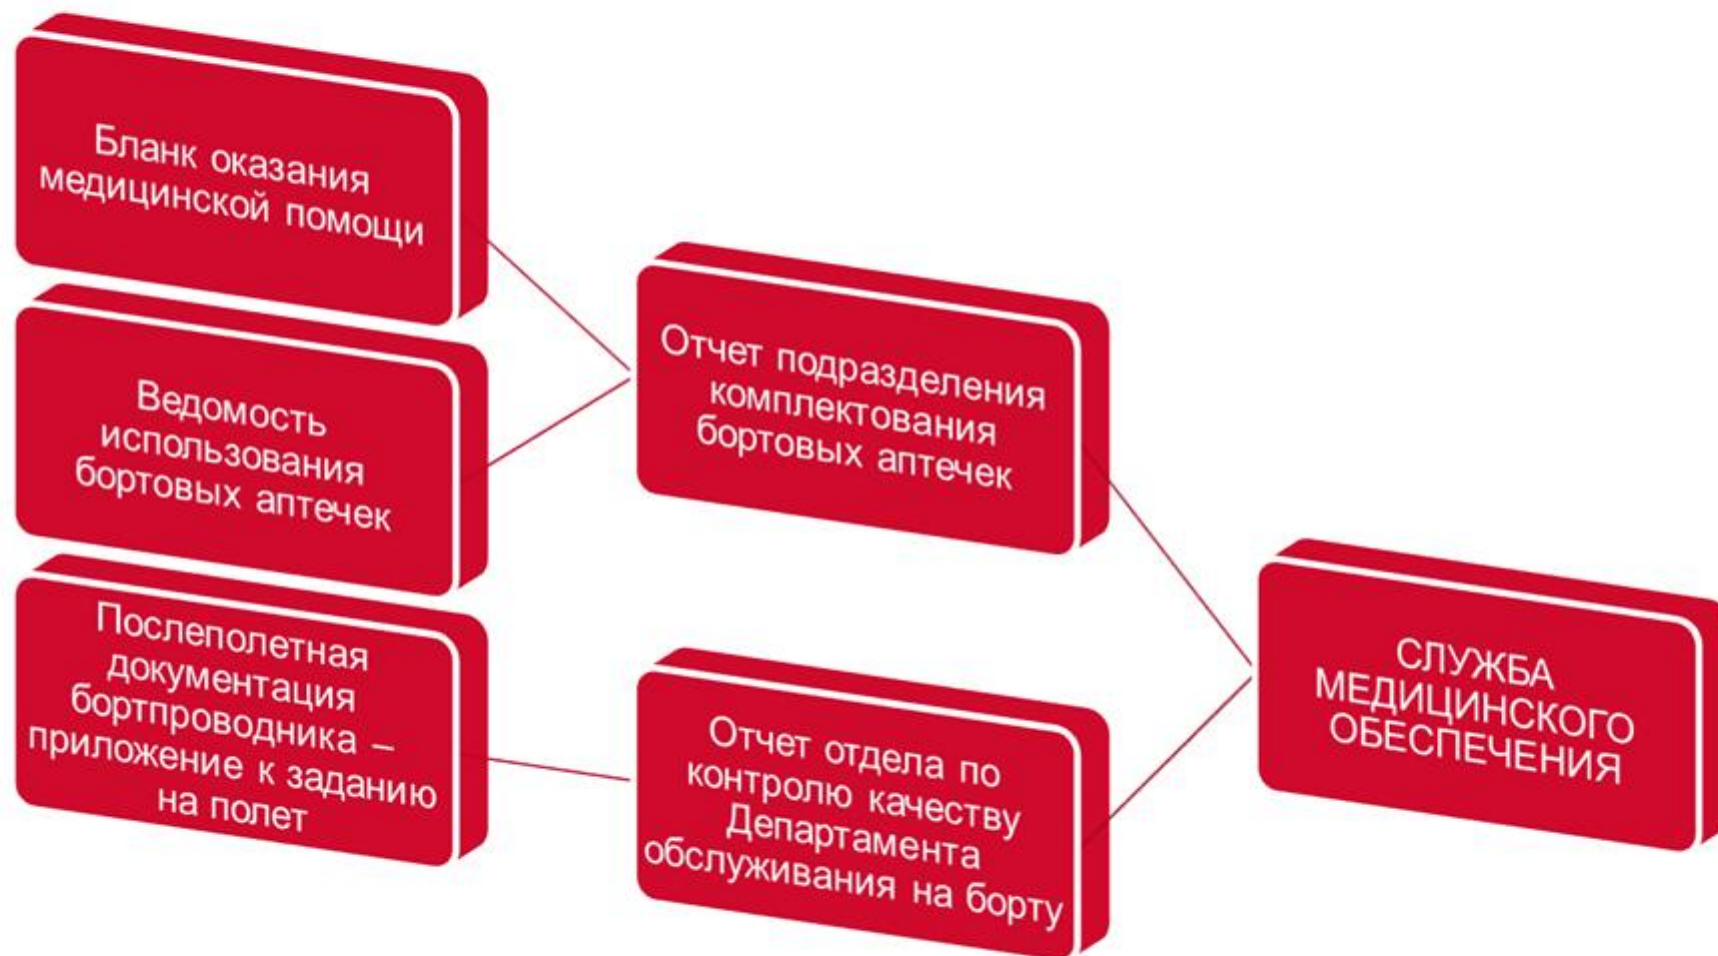 Бланк оказания
медицинской помощи
Ведомость
использования
бортовых аптечек
Послеполетная
документация
бортпроводника –
приложение к заданию
на полет
Отчет подразделения
комплектования
бортовых аптечек
Отчет отдела по
контролю качеству
Департамента
обслуживания на борту
СЛУЖБА
МЕДИЦИНСКОГО
ОБЕСПЕЧЕНИЯ